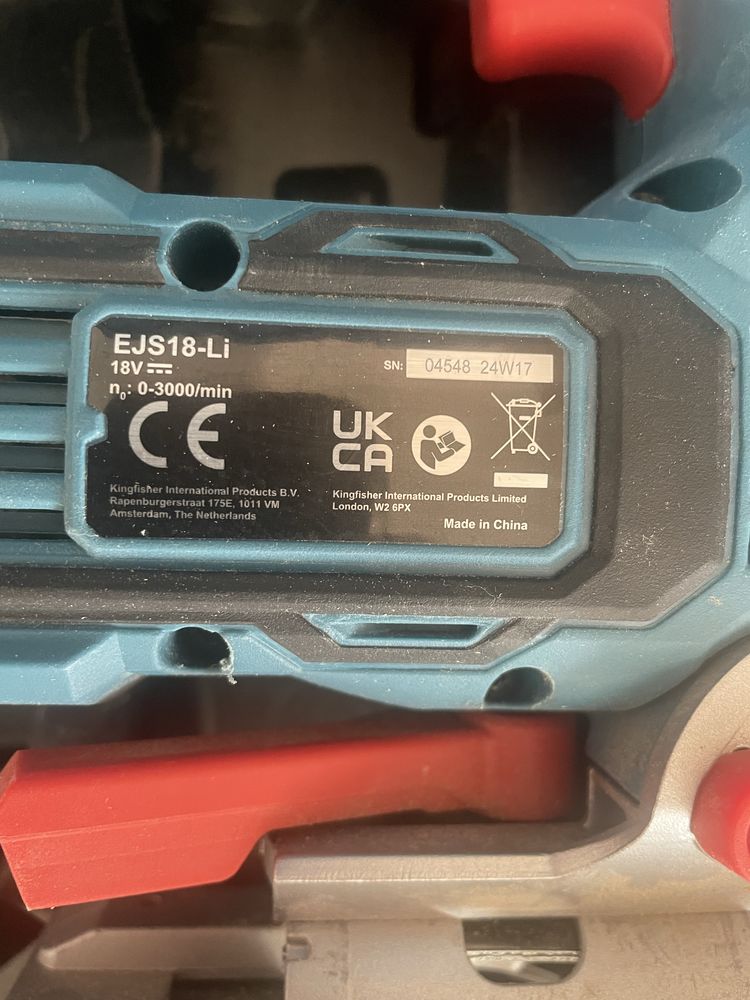 EJS18-Li
18V
n₀: 0-3000/min
SN: 04548 24W17
CE
UK
CA
Kingfisher International Products B.V.
Rapenburgerstraat 175E, 1011 VM
Amsterdam, The Netherlands
Kingfisher International Products Limited
London, W2 6PX
Made in China